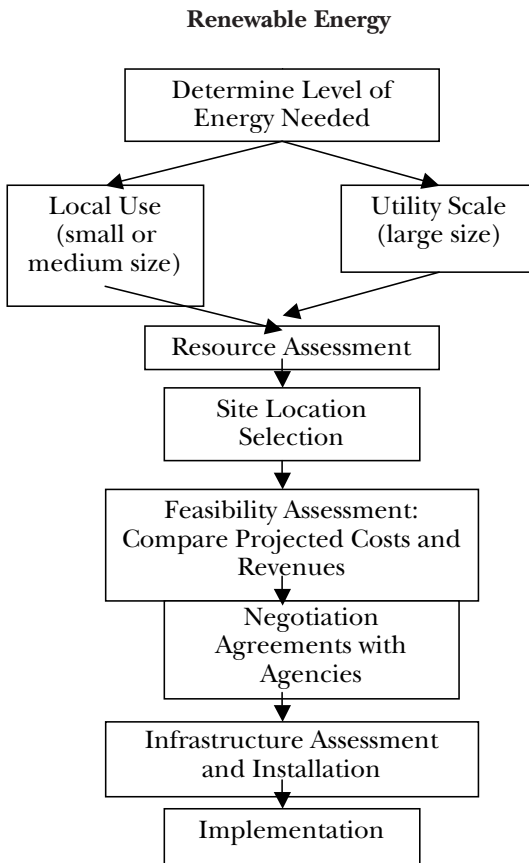 Renewable Energy
Determine Level of
Energy Needed
Local Use
(small or
medium size)
Utility Scale
(large size)
Resource Assessment
Site Location
Selection
Feasibility Assessment:
Compare Projected Costs and
Revenues
Negotiation
Agreements with
Agencies
Infrastructure Assessment
and Installation
Implementation